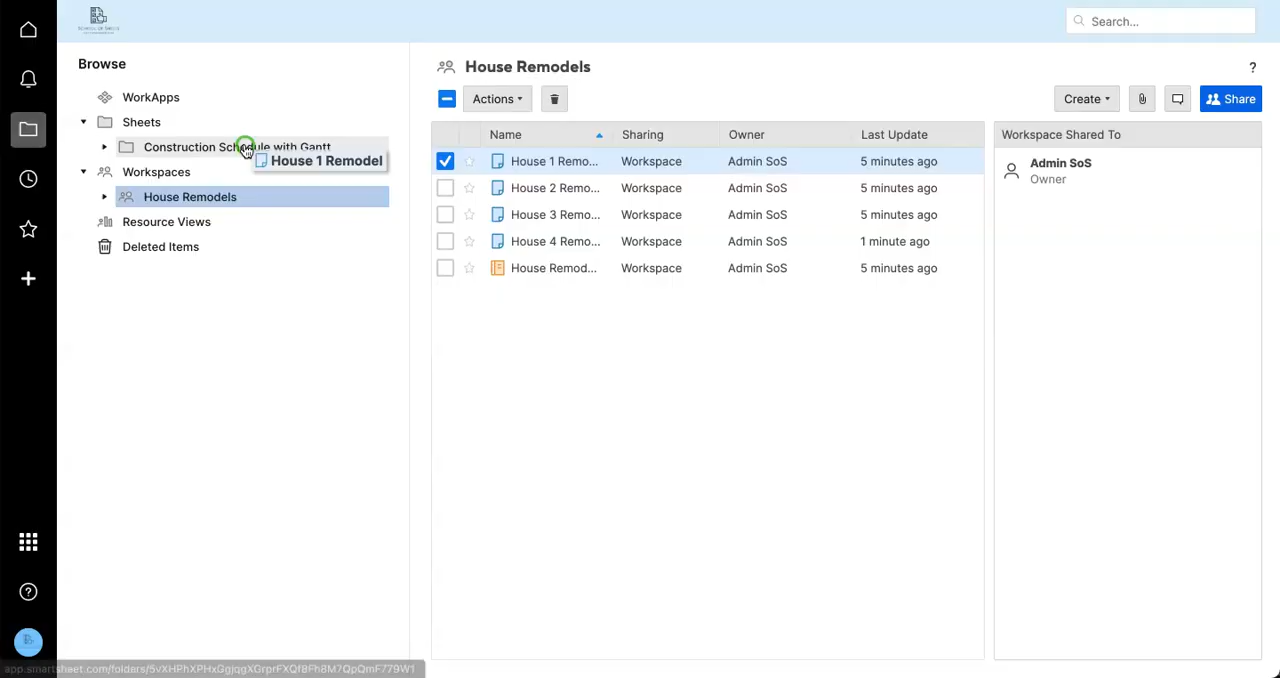 SCHOOL OF SHEETS
Search...
Browse
WorkApps
Sheets
Construction Schedule with Gantt
House 1 Remodel
Workspaces
House Remodels
Resource Views
Deleted Items
House Remodels
?
Actions
Create
Share
Name Sharing Owner Last Update
House 1 Remo... Workspace Admin SoS 5 minutes ago
House 2 Remo... Workspace Admin SoS 5 minutes ago
House 3 Remo... Workspace Admin SoS 5 minutes ago
House 4 Remo... Workspace Admin SoS 1 minute ago
House Remod... Workspace Admin SoS 5 minutes ago
Workspace Shared To
Admin SoS
Owner
?